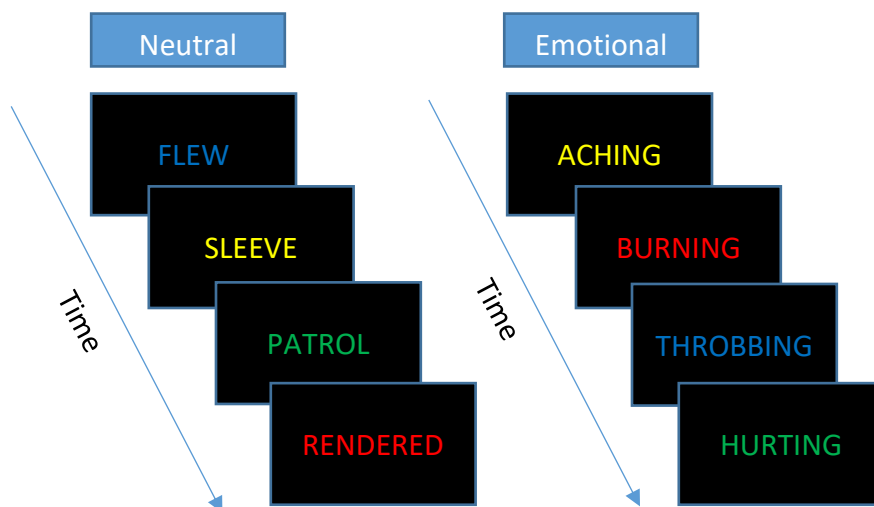 Neutral
FLEW
SLEEVE
PATROL
RENDERED
Time
Emotional
ACHING
BURNING
THROBBING
HURTING
Time